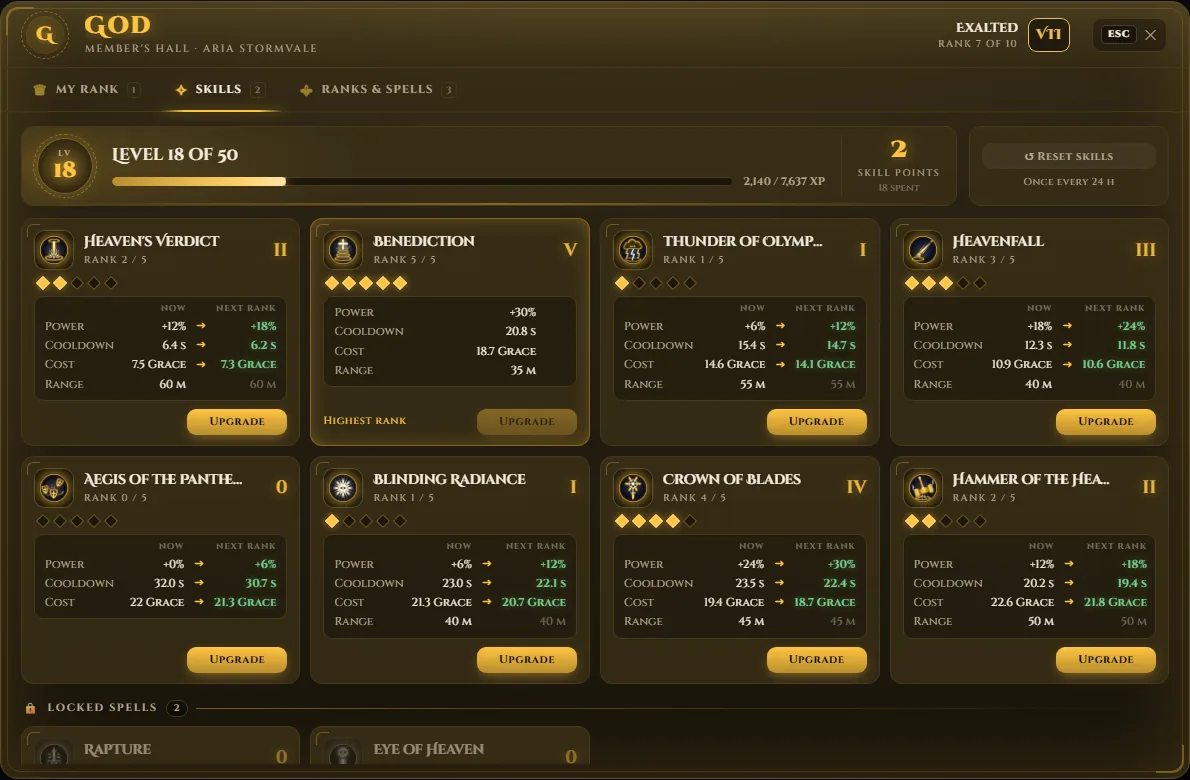 G
GOD
MEMBER'S HALL · ARIA STORMVALE
EXALTED
RANK 7 OF 10
VII
ESC
MY RANK 1
SKILLS 2
RANKS & SPELLS 3
LV
18
LEVEL 18 OF 50
2,140 / 7,637 XP
2
SKILL POINTS
18 SPENT
↺ RESET SKILLS
ONCE EVERY 24 H
HEAVEN'S VERDICT
RANK 2 / 5
II
NOW NEXT RANK
POWER +12% ➜ +18%
COOLDOWN 6.4 S ➜ 6.2 S
COST 7.5 GRACE ➜ 7.3 GRACE
RANGE 60 M 60 M
UPGRADE
BENEDICTION
RANK 5 / 5
V
POWER +30%
COOLDOWN 20.8 S
COST 18.7 GRACE
RANGE 35 M
HIGHEST RANK
UPGRADE
THUNDER OF OLYMP...
RANK 1 / 5
I
NOW NEXT RANK
POWER +6% ➜ +12%
COOLDOWN 15.4 S ➜ 14.7 S
COST 14.6 GRACE ➜ 14.1 GRACE
RANGE 55 M 55 M
UPGRADE
HEAVENFALL
RANK 3 / 5
III
NOW NEXT RANK
POWER +18% ➜ +24%
COOLDOWN 12.3 S ➜ 11.8 S
COST 10.9 GRACE ➜ 10.6 GRACE
RANGE 40 M 40 M
UPGRADE
AEGIS OF THE PANTHE...
RANK 0 / 5
0
NOW NEXT RANK
POWER +0% ➜ +6%
COOLDOWN 32.0 S ➜ 30.7 S
COST 22 GRACE ➜ 21.3 GRACE
UPGRADE
BLINDING RADIANCE
RANK 1 / 5
I
NOW NEXT RANK
POWER +6% ➜ +12%
COOLDOWN 23.0 S ➜ 22.1 S
COST 21.3 GRACE ➜ 20.7 GRACE
RANGE 40 M 40 M
UPGRADE
CROWN OF BLADES
RANK 4 / 5
IV
NOW NEXT RANK
POWER +24% ➜ +30%
COOLDOWN 23.5 S ➜ 22.4 S
COST 19.4 GRACE ➜ 18.7 GRACE
RANGE 45 M 45 M
UPGRADE
HAMMER OF THE HEA...
RANK 2 / 5
II
NOW NEXT RANK
POWER +12% ➜ +18%
COOLDOWN 20.2 S ➜ 19.4 S
COST 22.6 GRACE ➜ 21.8 GRACE
RANGE 50 M 50 M
UPGRADE
LOCKED SPELLS 2
RAPTURE
0
EYE OF HEAVEN
0